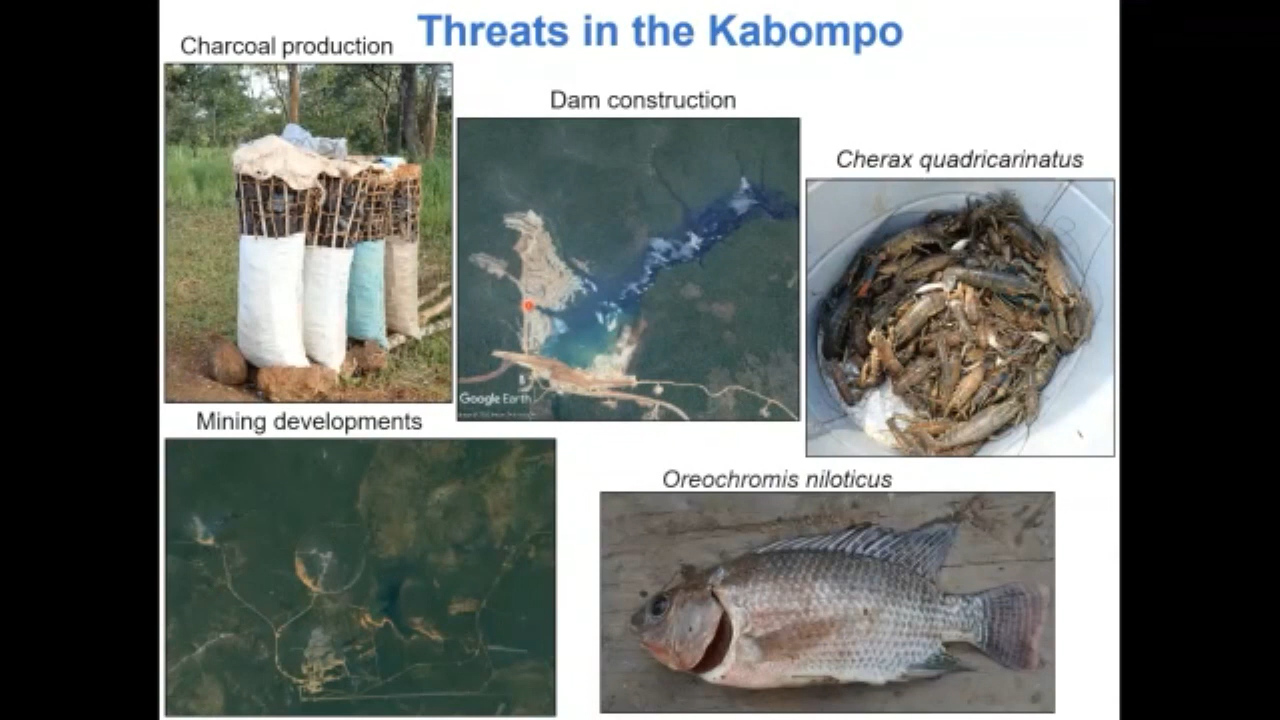 Threats in the Kabompo
Charcoal production
Dam construction
Cherax quadricarinatus
Google Earth
Mining developments
Oreochromis niloticus